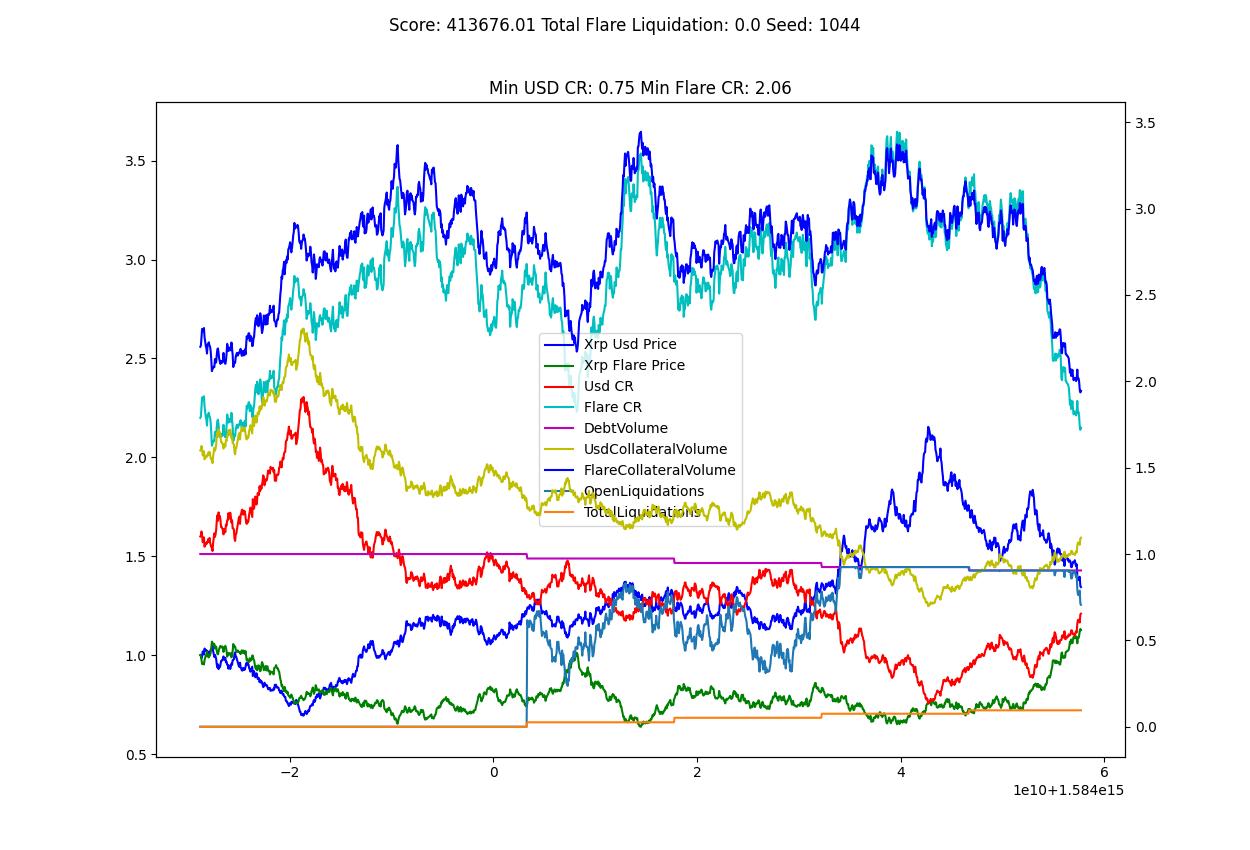 Score: 413676.01 Total Flare Liquidation: 0.0 Seed: 1044
Min USD CR: 0.75 Min Flare CR: 2.06
3.5
3.0
2.5
2.0
1.5
1.0
0.5
3.5
3.0
2.5
2.0
1.5
1.0
0.5
0.0
Xrp Usd Price
Xrp Flare Price
Usd CR
Flare CR
DebtVolume
UsdCollateralVolume
FlareCollateralVolume
OpenLiquidations
TotalLiquidations
−2 0 2 4 6
1e10+1.584e15